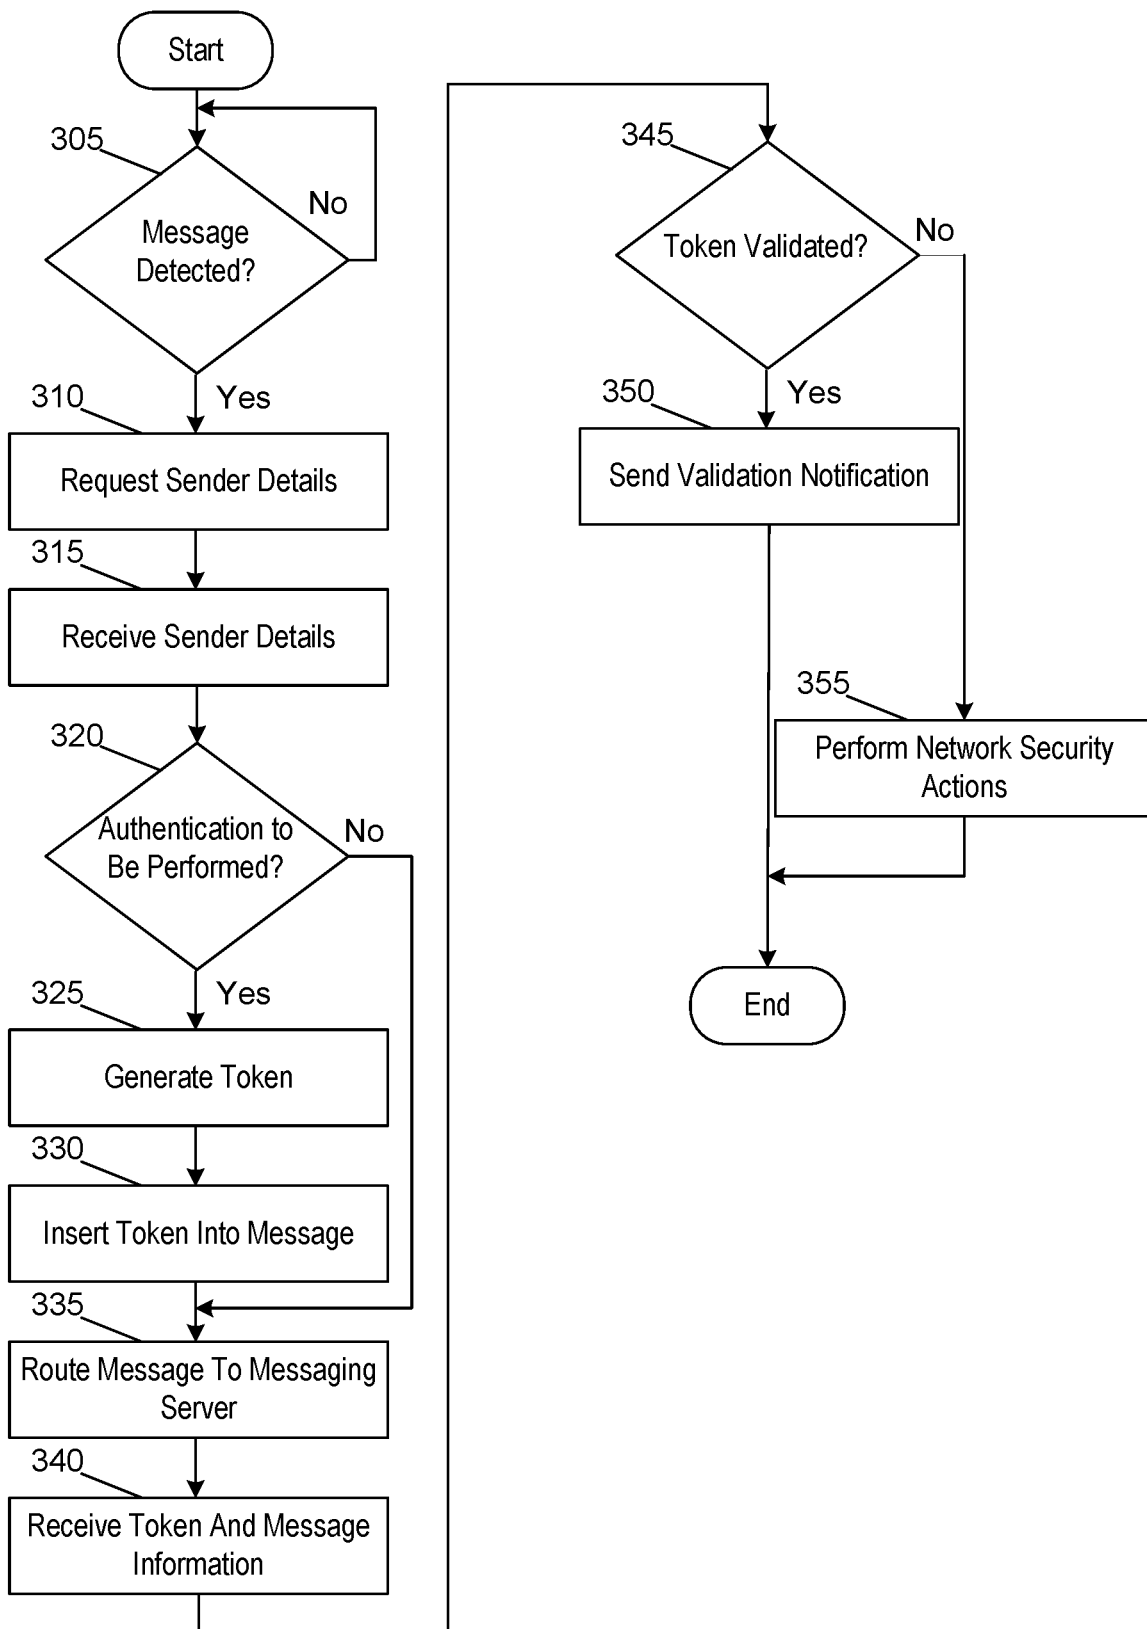 Start
305
Message
Detected?
No
Yes
310
Request Sender Details
315
Receive Sender Details
320
Authentication to
Be Performed?
No
Yes
325
Generate Token
330
Insert Token Into Message
335
Route Message To Messaging
Server
340
Receive Token And Message
Information
345
Token Validated?
No
Yes
350
Send Validation Notification
355
Perform Network Security
Actions
End